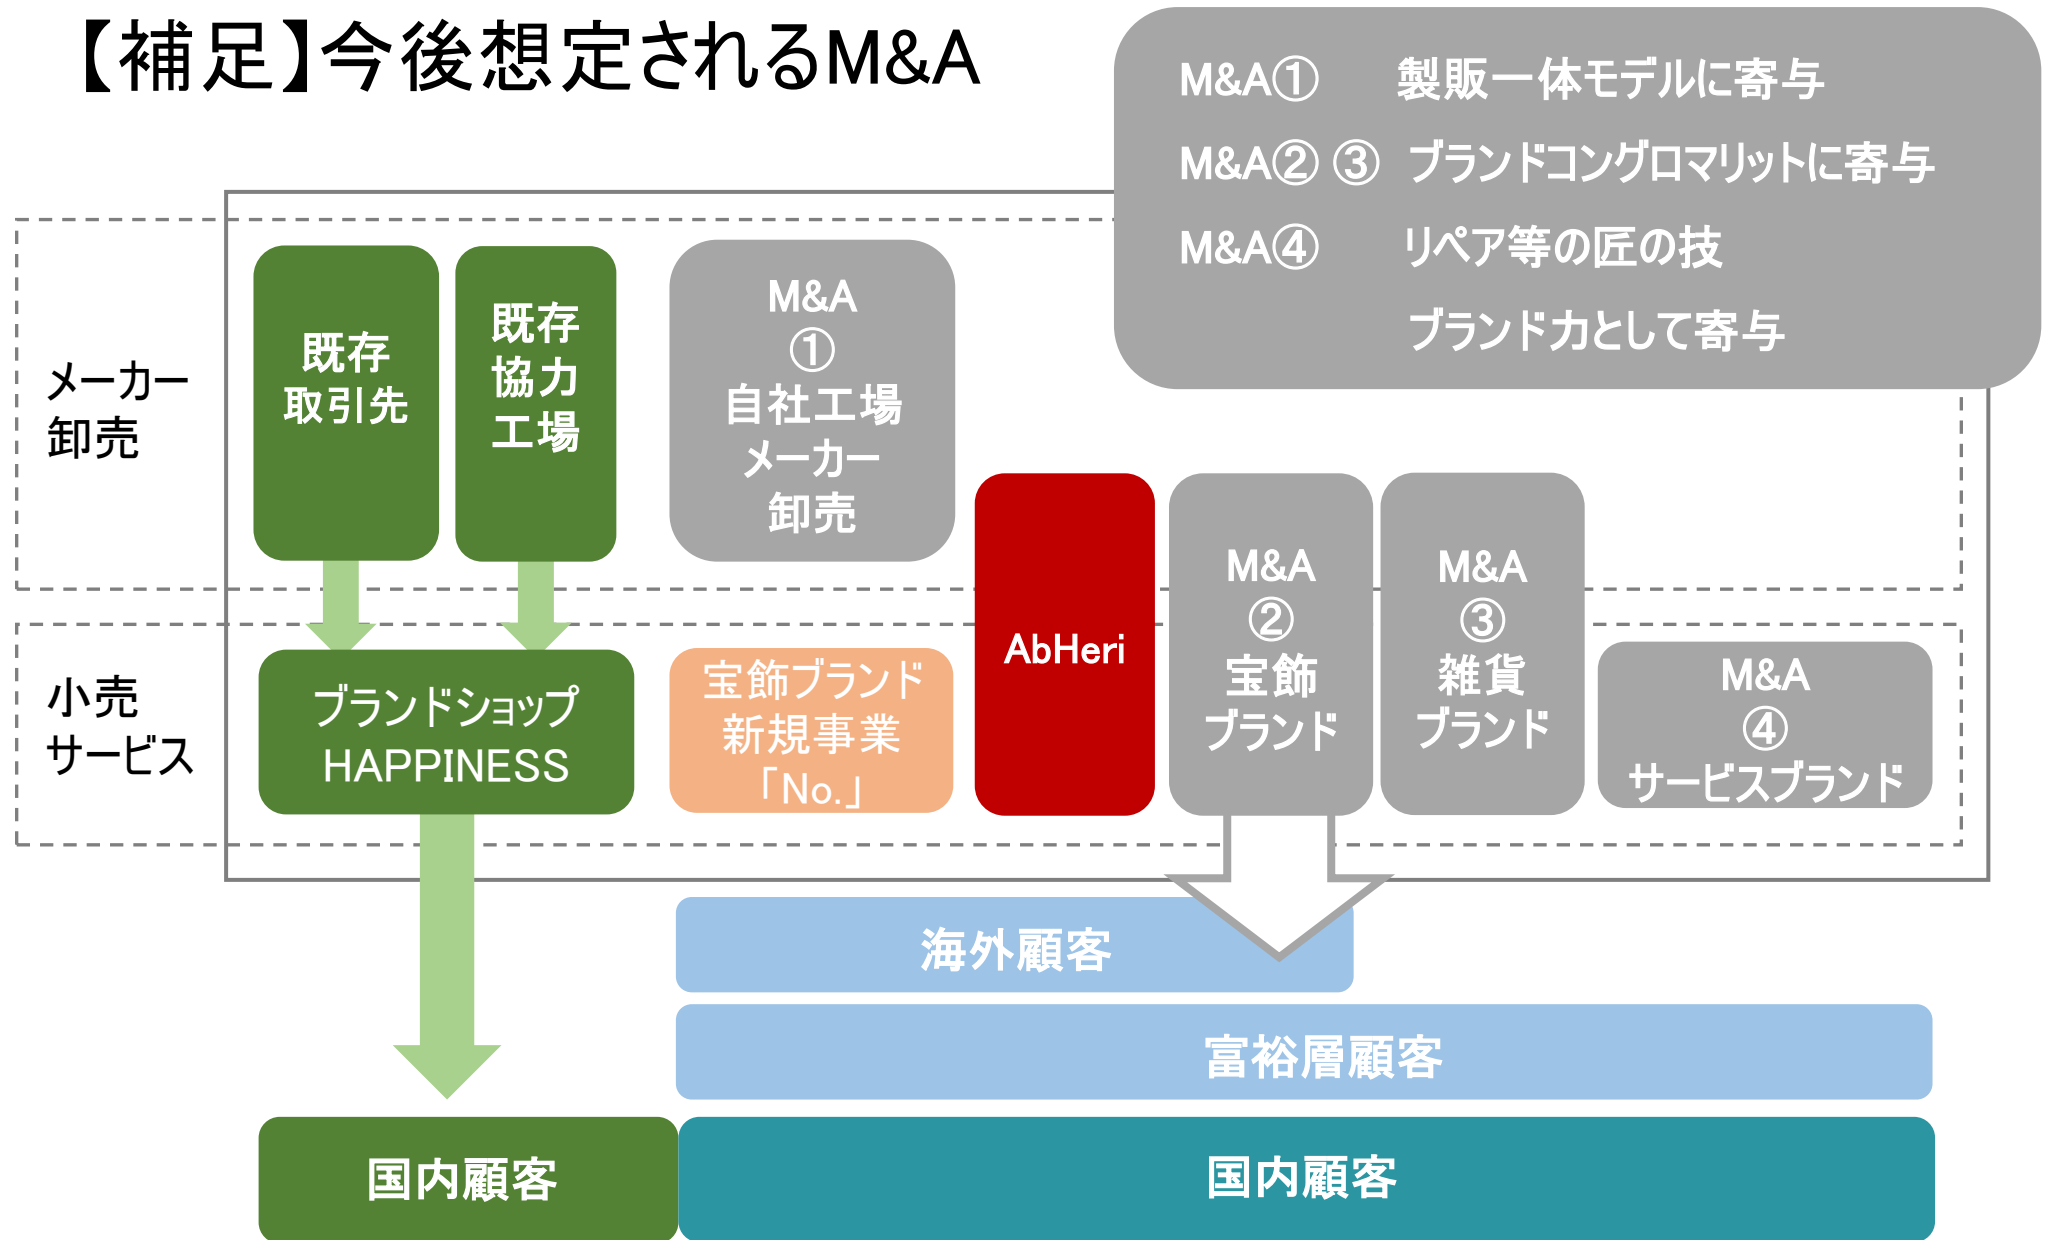 【補足】今後想定されるM&A
M&A① 製販一体モデルに寄与
M&A② ③ ブランドコングロマリットに寄与
M&A④ リペア等の匠の技
ブランド力として寄与
メーカー
卸売
既存
取引先
既存
協力
工場
M&A
①
自社工場
メーカー
卸売
AbHeri
M&A
②
宝飾
ブランド
M&A
③
雑貨
ブランド
小売
サービス
ブランドショップ
HAPPINESS
宝飾ブランド
新規事業
「No.」
M&A
④
サービスブランド
海外顧客
富裕層顧客
国内顧客
国内顧客